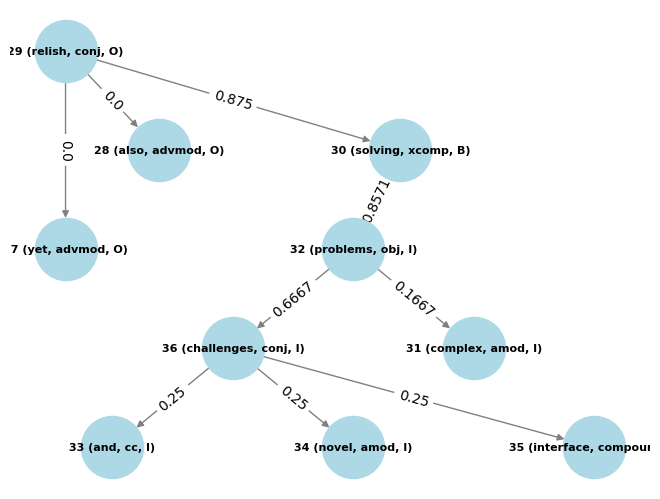 29 (relish, conj, O)
0.875
0.0
0.0
28 (also, advmod, O)
30 (solving, xcomp, B)
0.8571
7 (yet, advmod, O)
32 (problems, obj, I)
0.6667
0.1667
36 (challenges, conj, I)
31 (complex, amod, I)
0.25
0.25
0.25
33 (and, cc, I)
34 (novel, amod, I)
35 (interface, compoun